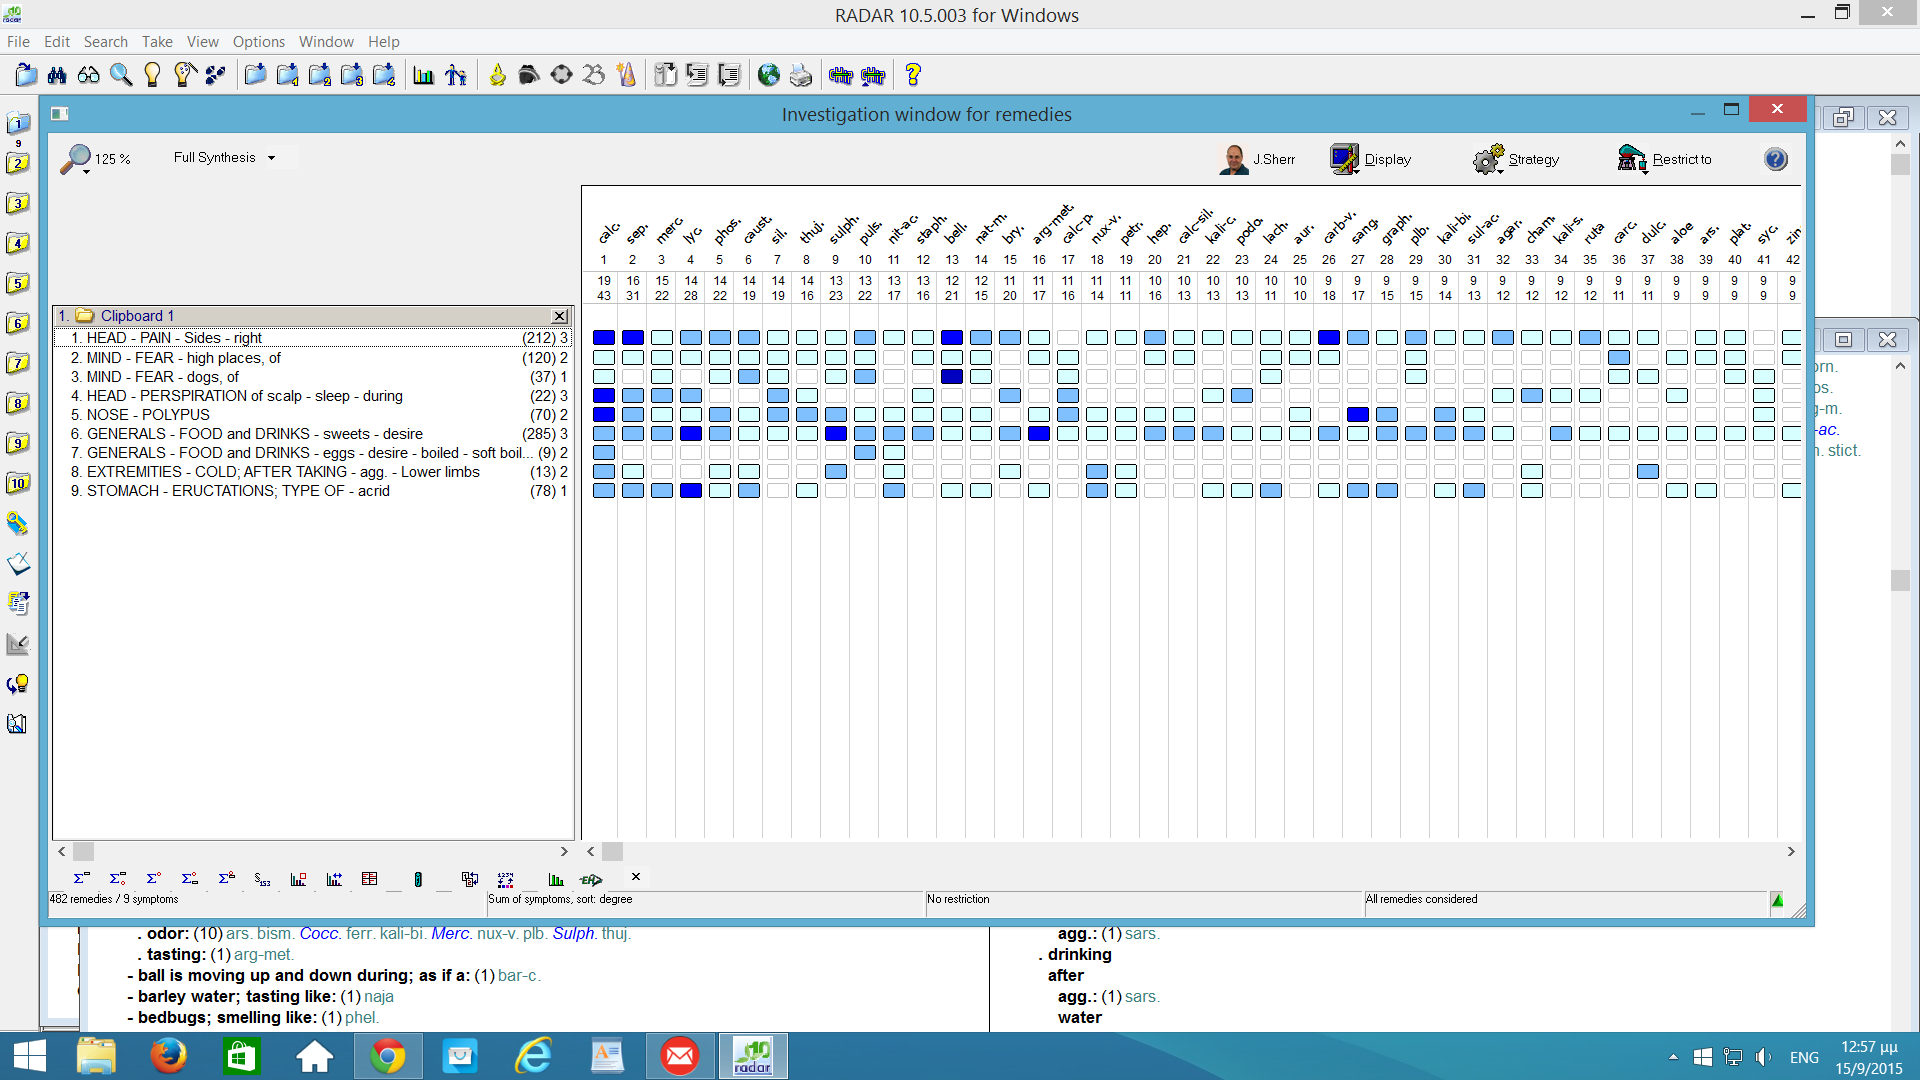 RADAR 10.5.003 for Windows
File Edit Search Take View Options Window Help
Investigation window for remedies
125 % Full Synthesis J.Sherr Display Strategy Restrict to
calc. sep. merc. lyc. phos. caust. sil. thuj. sulph. puls. nit-ac. staph. bell. nat-m. bry. arg-met. calc-p. nux-v. petr. hep. calc-sil. kali-c. podo. lach. aur. carb-v. sang. graph. plb. kali-bi. sul-ac. agar. cham. kali-s. ruta carc. dulc. aloe ars. plat. syc. zin
1 2 3 4 5 6 7 8 9 10 11 12 13 14 15 16 17 18 19 20 21 22 23 24 25 26 27 28 29 30 31 32 33 34 35 36 37 38 39 40 41 42
19 16 15 14 14 14 14 14 13 13 13 13 12 12 11 11 11 11 11 10 10 10 10 10 10 9 9 9 9 9 9 9 9 9 9 9 9 9 9 9 9 9
43 31 22 28 22 19 19 16 23 22 17 16 21 15 20 17 16 14 11 16 13 13 13 11 10 18 17 15 15 14 13 12 12 12 12 11 11 9 9 9 9 9
1. Clipboard 1
1. HEAD - PAIN - Sides - right (212) 3
2. MIND - FEAR - high places, of (120) 2
3. MIND - FEAR - dogs, of (37) 1
4. HEAD - PERSPIRATION of scalp - sleep - during (22) 3
5. NOSE - POLYPUS (70) 2
6. GENERALS - FOOD and DRINKS - sweets - desire (285) 3
7. GENERALS - FOOD and DRINKS - eggs - desire - boiled - soft boil... (9) 2
8. EXTREMITIES - COLD; AFTER TAKING - agg. - Lower limbs (13) 2
9. STOMACH - ERUCTATIONS; TYPE OF - acrid (78) 1
orn.
os.
g-m.
-ac.
n. stict.
482 remedies / 9 symptoms Sum of symptoms, sort: degree No restriction All remedies considered
. odor: (10) ars. bism. Cocc. ferr. kali-bi. Merc. nux-v. plb. Sulph. thuj.
. tasting: (1) arg-met.
- ball is moving up and down during; as if a: (1) bar-c.
- barley water; tasting like: (1) naja
- bedbugs; smelling like: (1) phel.
agg.: (1) sars.
. drinking
after
agg.: (1) sars.
water
radar
ENG
12:57 μμ
15/9/2015